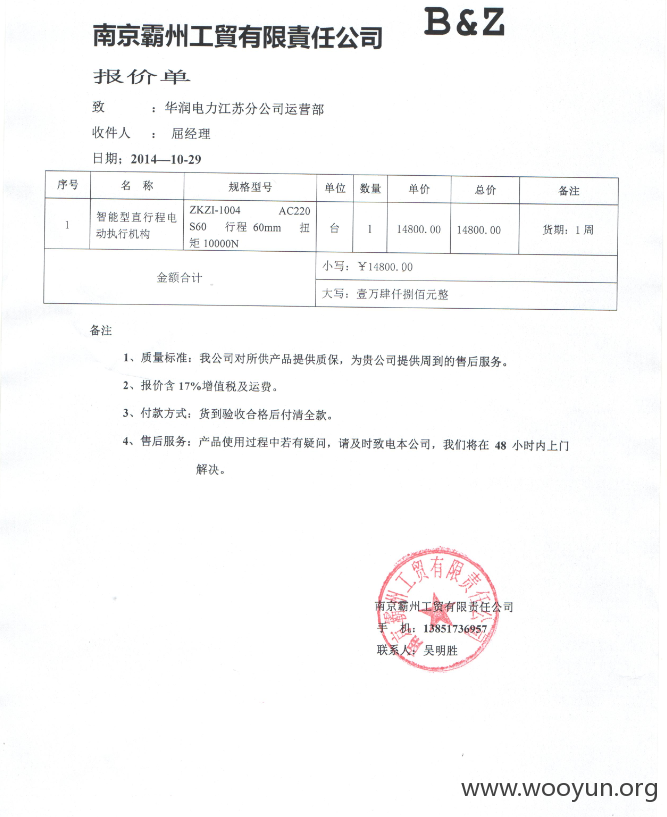 B&Z
南京霸州工貿有限責任公司
报价单
致 ：华润电力江苏分公司运营部
收件人 ： 屈经理
日期：2014—10-29
序号 名 称 规格型号 单位 数量 单价 总价 备注
1 智能型直行程电动执行机构 ZKZI-1004 AC220 S60 行程 60mm 扭矩 10000N 台 1 14800.00 14800.00 货期：1 周
金额合计 小写：￥14800.00
大写：壹万肆仟捌佰元整
备注
1、质量标准：我公司对所供产品提供质保，为贵公司提供周到的售后服务。
2、报价含 17%增值税及运费。
3、付款方式：货到验收合格后付清全款。
4、售后服务：产品使用过程中若有疑问，请及时致电本公司，我们将在 48 小时内上门
解决。
南京霸州工贸有限责任公司
南京霸州工贸有限责任公司
手 机：13851736957
联系人：吴明胜
www.wooyun.org